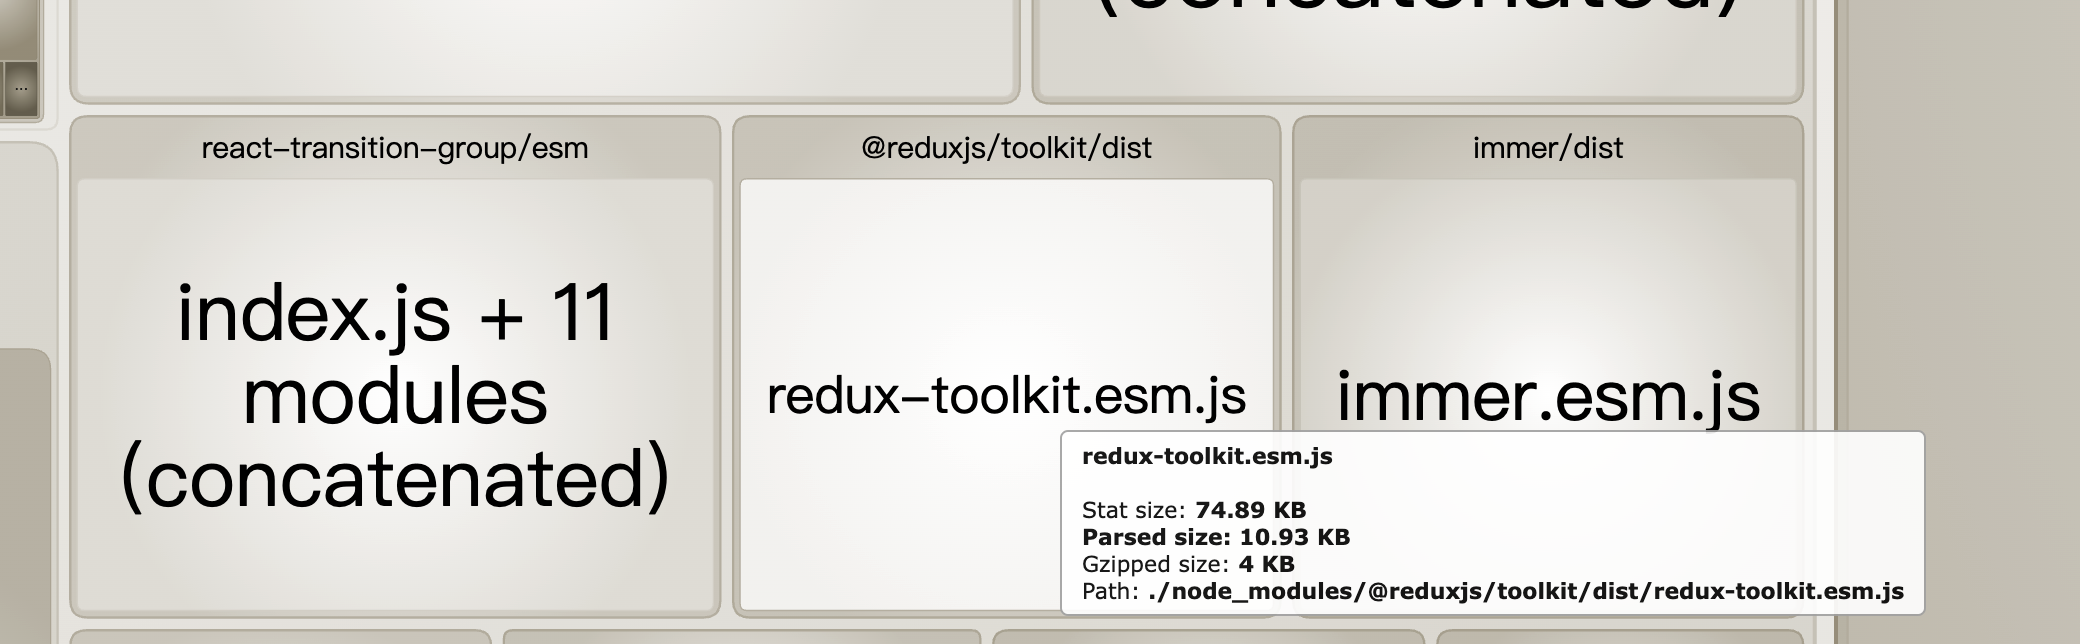 (concatenated)
...
react-transition-group/esm
@reduxjs/toolkit/dist
immer/dist
index.js + 11
modules
(concatenated)
redux-toolkit.esm.js
immer.esm.js
redux-toolkit.esm.js
Stat size: 74.89 KB
Parsed size: 10.93 KB
Gzipped size: 4 KB
Path: ./node_modules/@reduxjs/toolkit/dist/redux-toolkit.esm.js